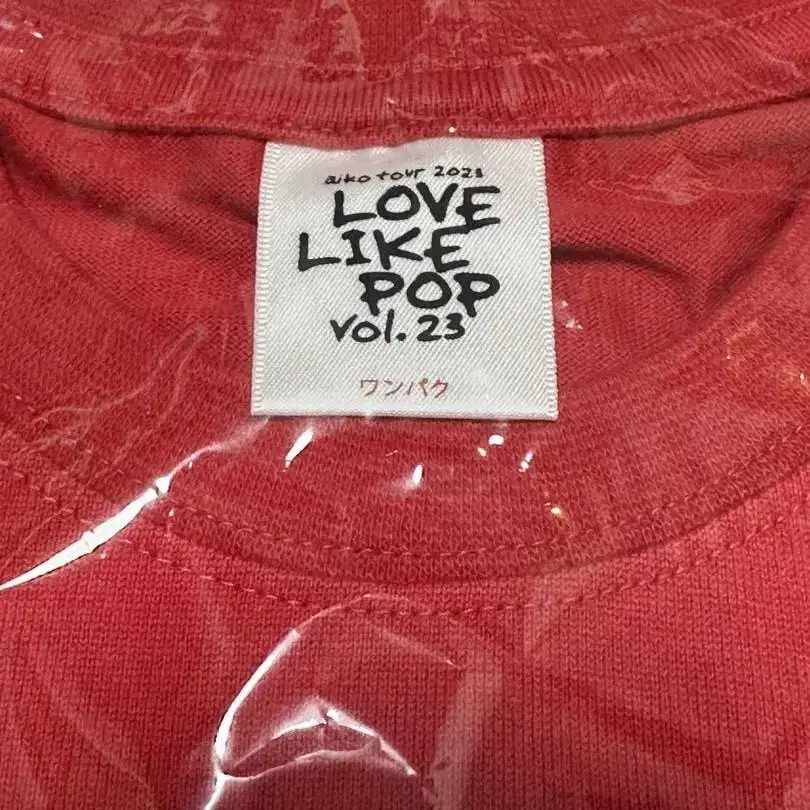 aiko tour 2023
LOVE
LIKE
POP
vol.23
ワンパク